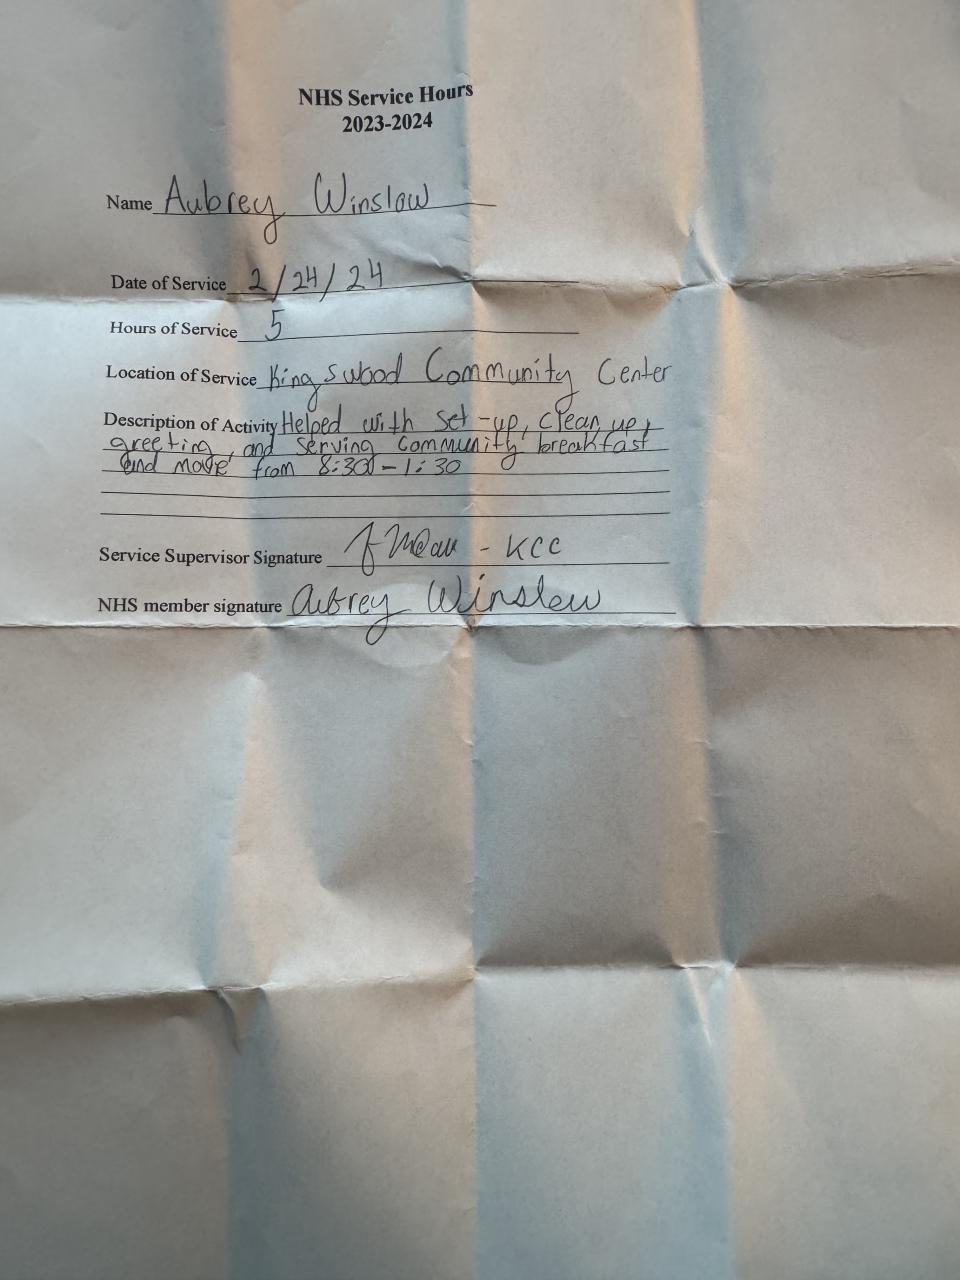 NHS Service Hours
2023-2024
Name Aubrey Winslow
Date of Service 2/24/24
Hours of Service 5
Location of Service Kingswood Community Center
Description of Activity Helped with set-up, clean up,
greeting, and serving community breakfast
and move from 8:30-1:30
Service Supervisor Signature - KCC
NHS member signature Aubrey Winslow